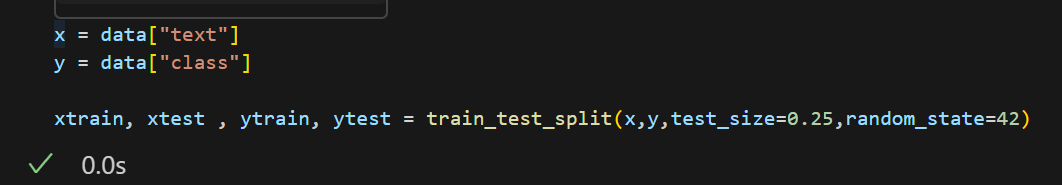 x = data["text"]
y = data["class"]
xtrain, xtest , ytrain, ytest = train_test_split(x,y,test_size=0.25,random_state=42)
0.0s